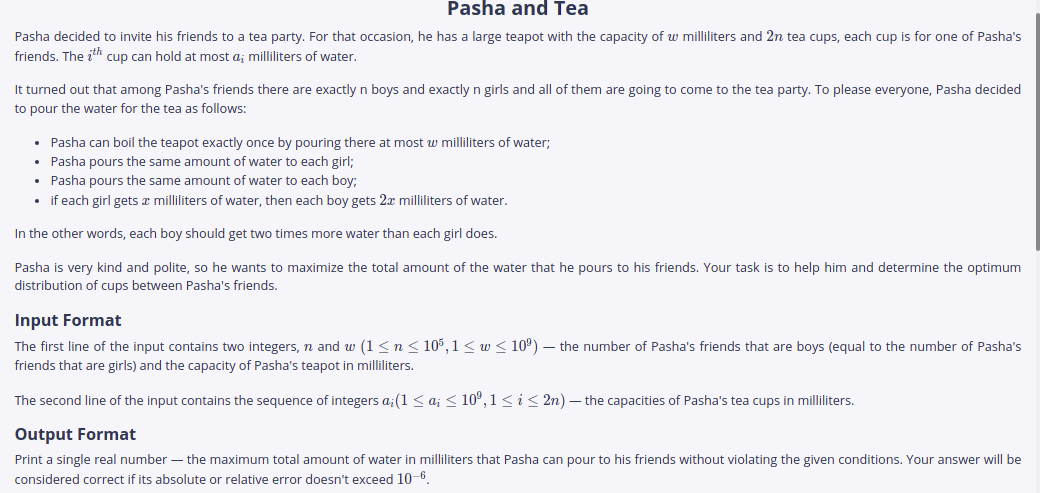 Pasha and Tea
Pasha decided to invite his friends to a tea party. For that occasion, he has a large teapot with the capacity of w milliliters and 2n tea cups, each cup is for one of Pasha's
friends. The i^th cup can hold at most a_i milliliters of water.
It turned out that among Pasha's friends there are exactly n boys and exactly n girls and all of them are going to come to the tea party. To please everyone, Pasha decided
to pour the water for the tea as follows:
• Pasha can boil the teapot exactly once by pouring there at most w milliliters of water;
• Pasha pours the same amount of water to each girl;
• Pasha pours the same amount of water to each boy;
• if each girl gets x milliliters of water, then each boy gets 2x milliliters of water.
In the other words, each boy should get two times more water than each girl does.
Pasha is very kind and polite, so he wants to maximize the total amount of the water that he pours to his friends. Your task is to help him and determine the optimum
distribution of cups between Pasha's friends.
Input Format
The first line of the input contains two integers, n and w (1 ≤ n ≤ 10^5, 1 ≤ w ≤ 10^9) — the number of Pasha's friends that are boys (equal to the number of Pasha's
friends that are girls) and the capacity of Pasha's teapot in milliliters.
The second line of the input contains the sequence of integers a_i(1 ≤ a_i ≤ 10^9, 1 ≤ i ≤ 2n) — the capacities of Pasha's tea cups in milliliters.
Output Format
Print a single real number — the maximum total amount of water in milliliters that Pasha can pour to his friends without violating the given conditions. Your answer will be
considered correct if its absolute or relative error doesn't exceed 10^−6.